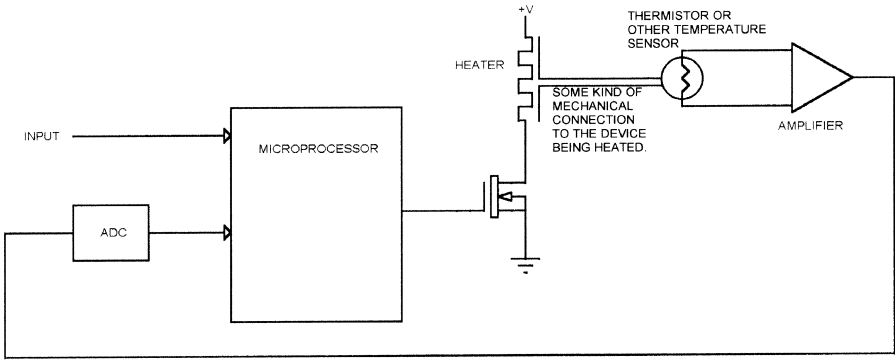 +V
THERMISTOR OR
OTHER TEMPERATURE
SENSOR
HEATER
SOME KIND OF
MECHANICAL
CONNECTION
TO THE DEVICE
BEING HEATED.
AMPLIFIER
INPUT
MICROPROCESSOR
ADC